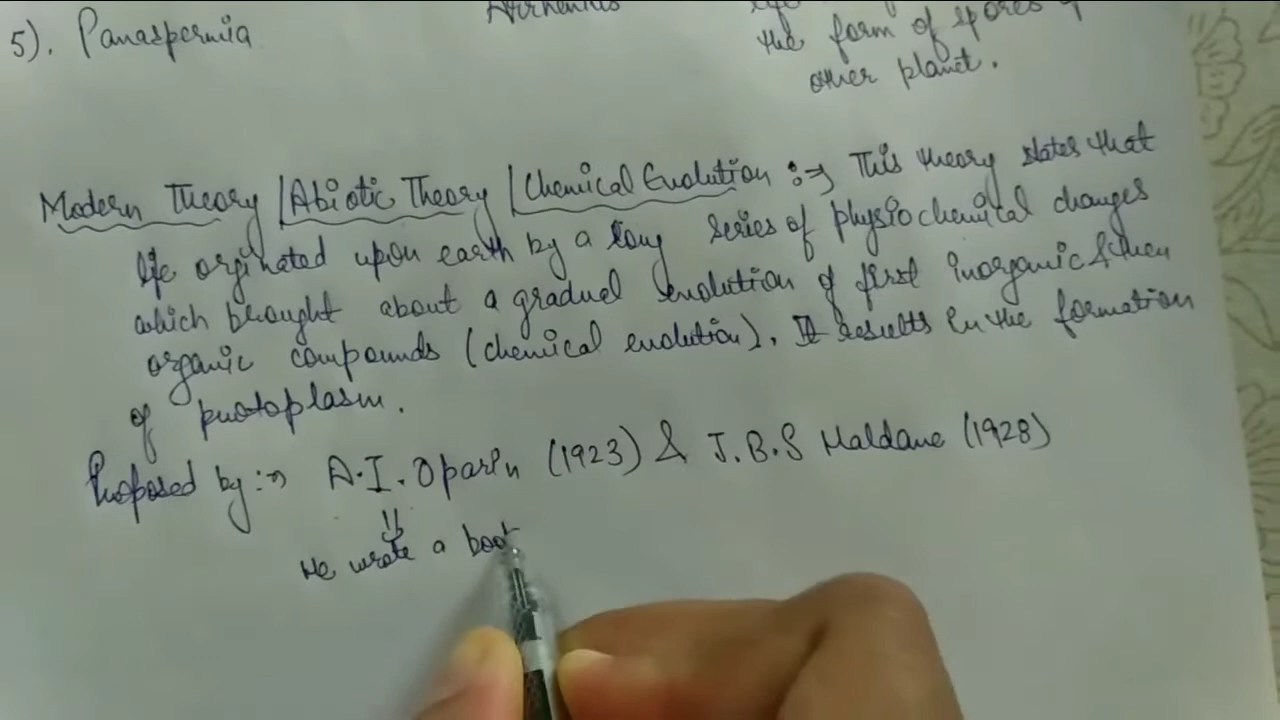 Arrhenius
5). Panaspermia
the form of spores
other planet.
Modern Theory | Abiotic Theory | Chemical Evolution :→ This theory states that
life orginated upon earth by a long series of physiochemical changes
which brought about a gradual evolution of first inorganic & then
organic compounds (chemical evolution). It results in the formation
of protoplasm.
Proposed by :→ A.I. Oparin (1923) & J.B.S Haldane (1928)
He wrote a book